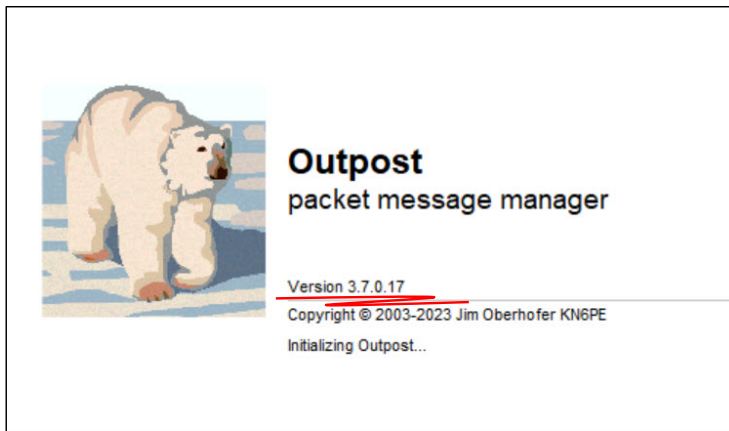 Outpost
packet message manager
Version 3.7.0.17
Copyright © 2003-2023 Jim Oberhofer KN6PE
Initializing Outpost...